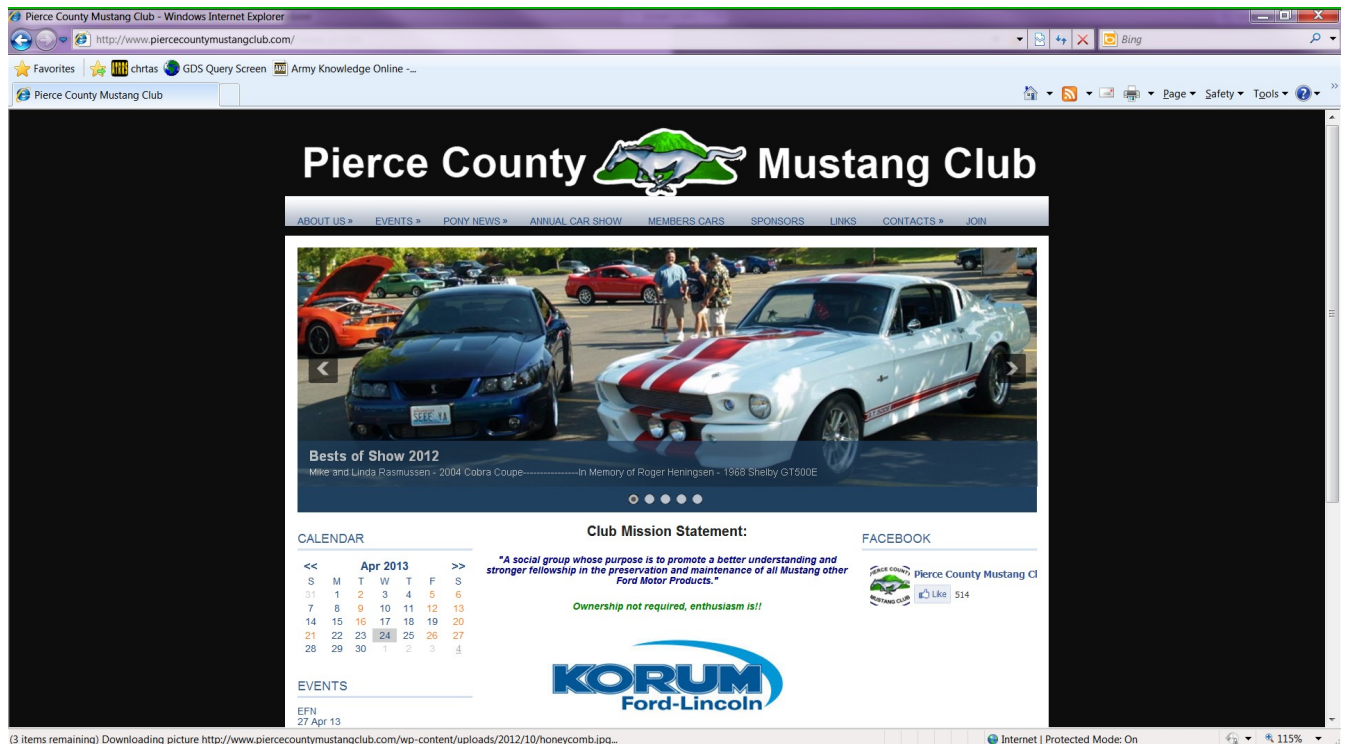 Pierce County Mustang Club - Windows Internet Explorer
http://www.piercecountymustangclub.com/
Bing
Favorites chrtas GDS Query Screen AKO Army Knowledge Online -...
Pierce County Mustang Club
Page Safety Tools
Pierce County Mustang Club
ABOUT US » EVENTS » PONY NEWS » ANNUAL CAR SHOW MEMBERS CARS SPONSORS LINKS CONTACTS » JOIN
SEEE YA
Bests of Show 2012
Mike and Linda Rasmussen - 2004 Cobra Coupe----------------In Memory of Roger Heningsen - 1968 Shelby GT500E
CALENDAR
<< Apr 2013 >>
S M T W T F S
31 1 2 3 4 5 6
7 8 9 10 11 12 13
14 15 16 17 18 19 20
21 22 23 24 25 26 27
28 29 30 1 2 3 4
EVENTS
EFN
27 Apr 13
Club Mission Statement:
"A social group whose purpose is to promote a better understanding and
stronger fellowship in the preservation and maintenance of all Mustang other
Ford Motor Products."
Ownership not required, enthusiasm is!!
KORUM
Ford-Lincoln
FACEBOOK
PIERCE COUNTY
MUSTANG CLUB
Pierce County Mustang Cl
Like 514
(3 items remaining) Downloading picture http://www.piercecountymustangclub.com/wp-content/uploads/2012/10/honeycomb.jpg...
Internet | Protected Mode: On
115%